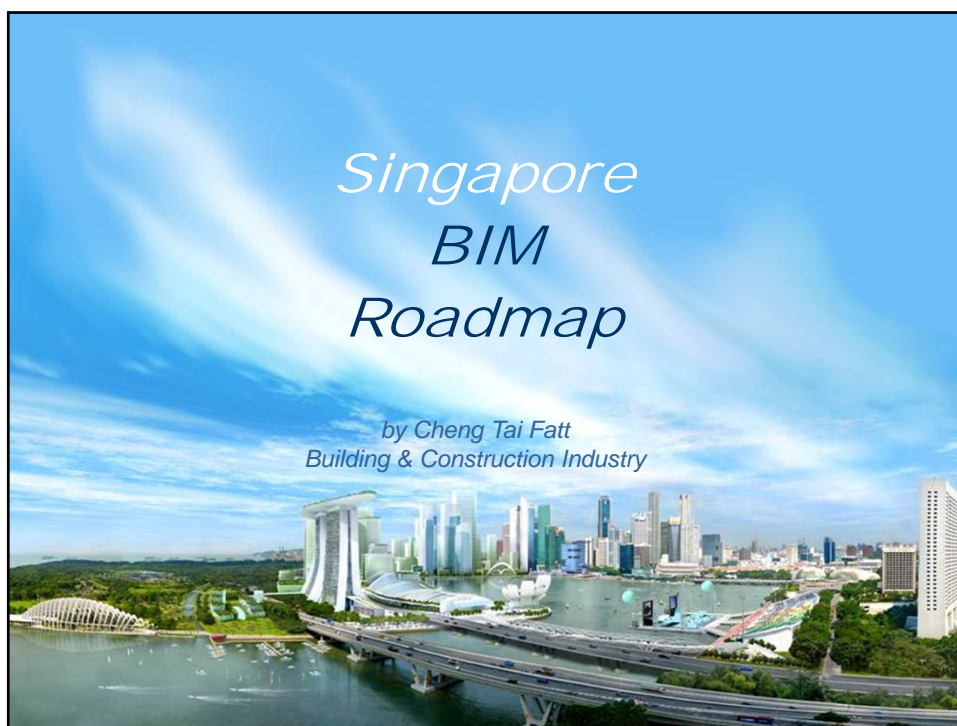 Singapore
BIM
Roadmap
by Cheng Tai Fatt
Building & Construction Industry